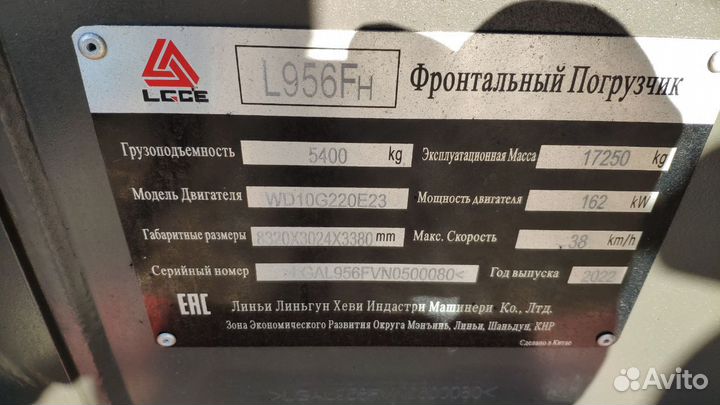 LGCE
L956FH
Фронтальный Погрузчик
Грузоподъемность 5400 kg
Эксплуатационная Масса 17250 kg
Модель Двигателя WD10G220E23
Мощность двигателя 162 kW
Габаритные размеры 8320X3024X3380 mm
Макс. Скорость 38 km/h
Серийный номер >LGAL956FVN0500080<
Год выпуска 2022
EAC
Линьи Линьгун Хеви Индастри Машинери Ко., Лтд.
Зона Экономического Развития Округа Мэнъинь, Линьи, Шаньдун, КНР
Сделано в Китае
Avito